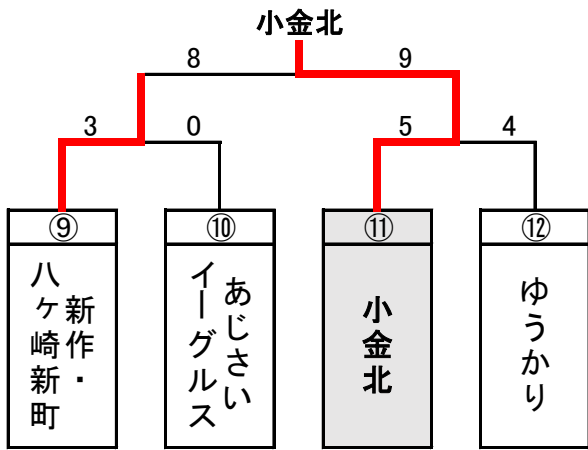 小金北
8 9
3 0 5 4
⑨ ⑩ ⑪ ⑫
新作・
八ヶ崎新町
あじさい
イーグルス
小金北
ゆうかり